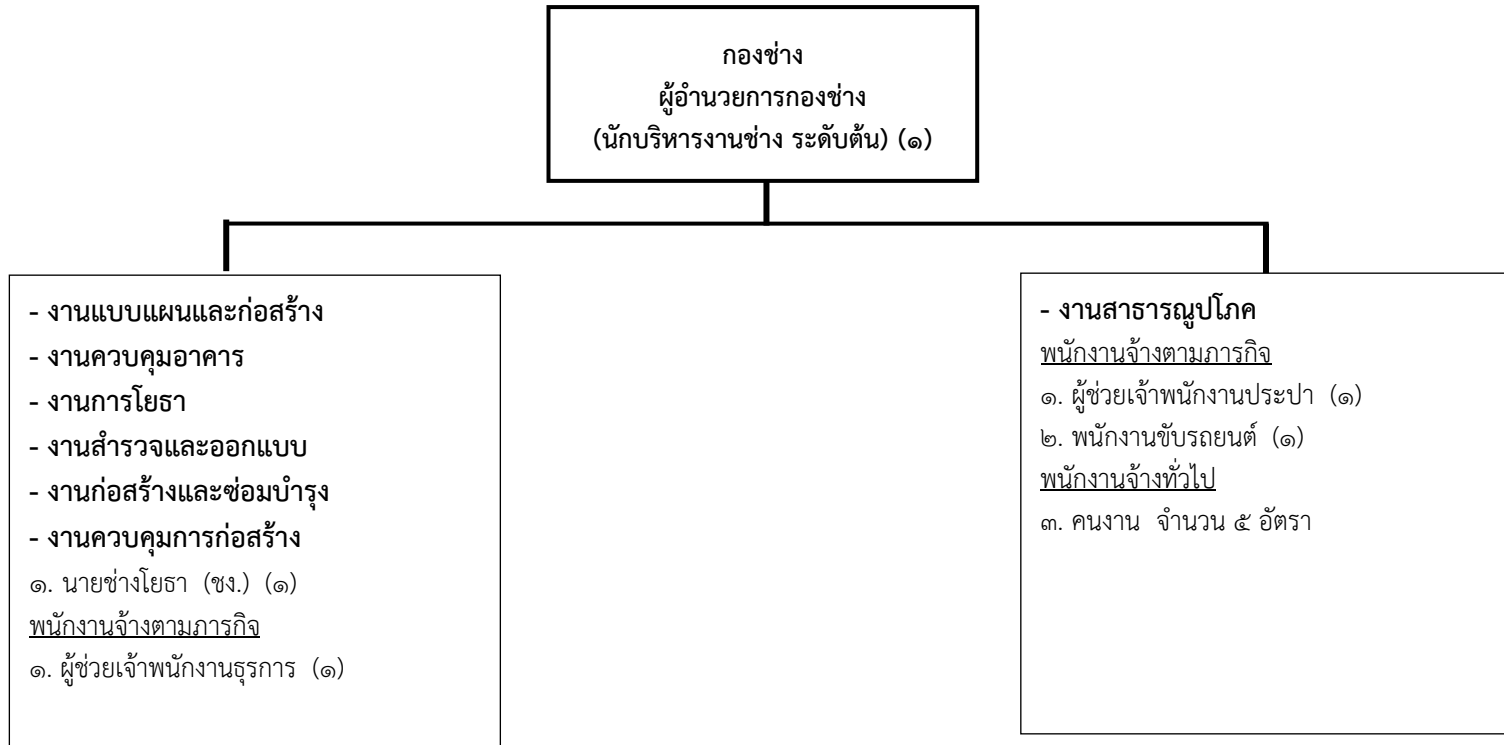 กองช่าง
ผู้อำนวยการกองช่าง
(นักบริหารงานช่าง ระดับต้น) (๑)
- งานแบบแผนและก่อสร้าง
- งานควบคุมอาคาร
- งานการโยธา
- งานสำรวจและออกแบบ
- งานก่อสร้างและซ่อมบำรุง
- งานควบคุมการก่อสร้าง
๑. นายช่างโยธา (ชง.) (๑)
พนักงานจ้างตามภารกิจ
๑. ผู้ช่วยเจ้าพนักงานธุรการ (๑)
- งานสาธารณูปโภค
พนักงานจ้างตามภารกิจ
๑. ผู้ช่วยเจ้าพนักงานประปา (๑)
๒. พนักงานขับรถยนต์ (๑)
พนักงานจ้างทั่วไป
๓. คนงาน จำนวน ๕ อัตรา